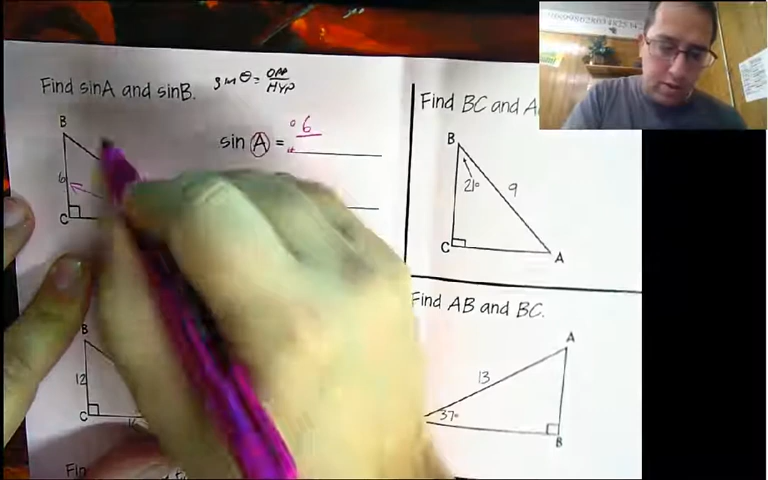 Find sinA and sinB.
sin θ = OPP
HYP
B
6
C
sin A = 6
B
12
C
Find BC and A
B
21°
9
C
A
Find AB and BC.
A
13
37°
B